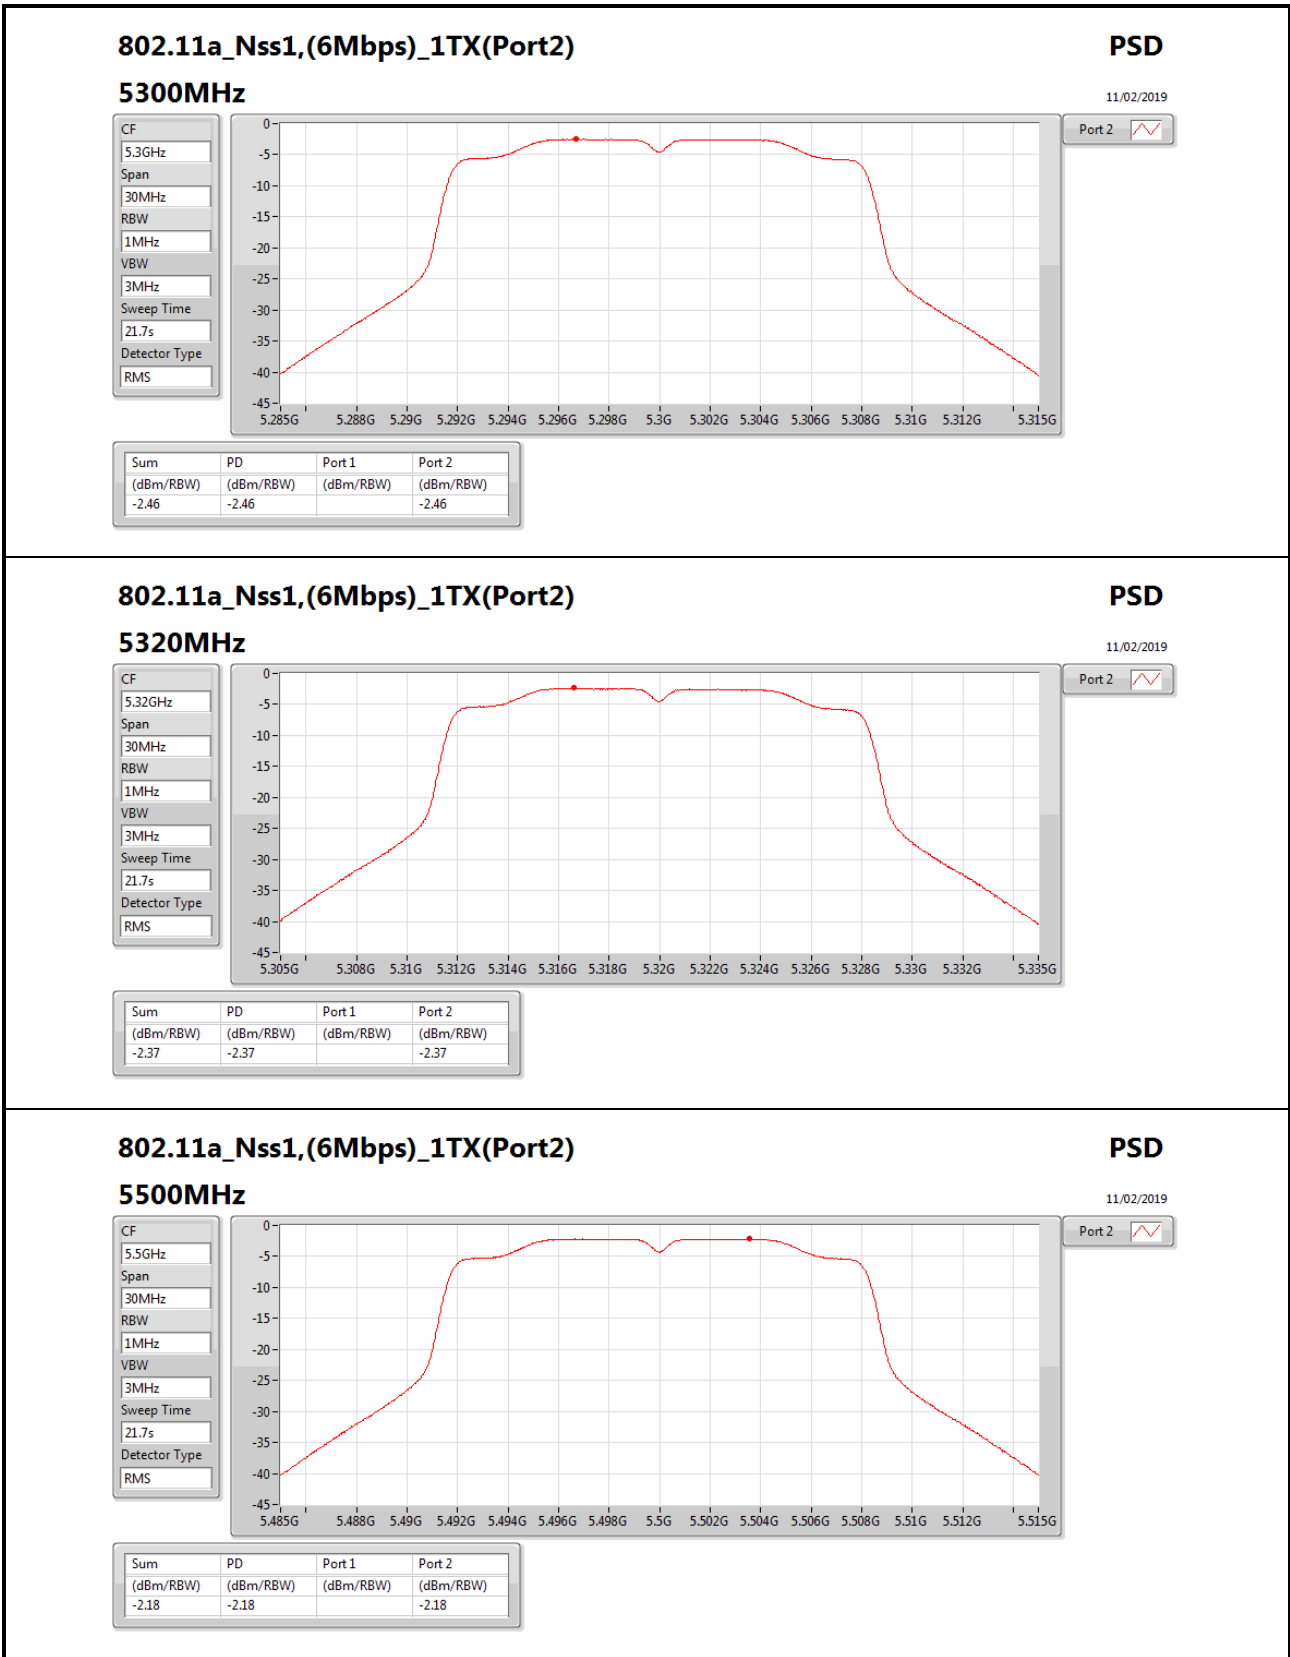 802.11a_Nss1,(6Mbps)_1TX(Port2) PSD
5300MHz 11/02/2019
CF
5.3GHz
Span
30MHz
RBW
1MHz
VBW
3MHz
Sweep Time
21.7s
Detector Type
RMS
0
-5
-10
-15
-20
-25
-30
-35
-40
-45
5.285G 5.288G 5.29G 5.292G 5.294G 5.296G 5.298G 5.3G 5.302G 5.304G 5.306G 5.308G 5.31G 5.312G 5.315G
Port 2
Sum PD Port 1 Port 2
(dBm/RBW) (dBm/RBW) (dBm/RBW) (dBm/RBW)
-2.46 -2.46 -2.46
802.11a_Nss1,(6Mbps)_1TX(Port2) PSD
5320MHz 11/02/2019
CF
5.32GHz
Span
30MHz
RBW
1MHz
VBW
3MHz
Sweep Time
21.7s
Detector Type
RMS
0
-5
-10
-15
-20
-25
-30
-35
-40
-45
5.305G 5.308G 5.31G 5.312G 5.314G 5.316G 5.318G 5.32G 5.322G 5.324G 5.326G 5.328G 5.33G 5.332G 5.335G
Port 2
Sum PD Port 1 Port 2
(dBm/RBW) (dBm/RBW) (dBm/RBW) (dBm/RBW)
-2.37 -2.37 -2.37
802.11a_Nss1,(6Mbps)_1TX(Port2) PSD
5500MHz 11/02/2019
CF
5.5GHz
Span
30MHz
RBW
1MHz
VBW
3MHz
Sweep Time
21.7s
Detector Type
RMS
0
-5
-10
-15
-20
-25
-30
-35
-40
-45
5.485G 5.488G 5.49G 5.492G 5.494G 5.496G 5.498G 5.5G 5.502G 5.504G 5.506G 5.508G 5.51G 5.512G 5.515G
Port 2
Sum PD Port 1 Port 2
(dBm/RBW) (dBm/RBW) (dBm/RBW) (dBm/RBW)
-2.18 -2.18 -2.18